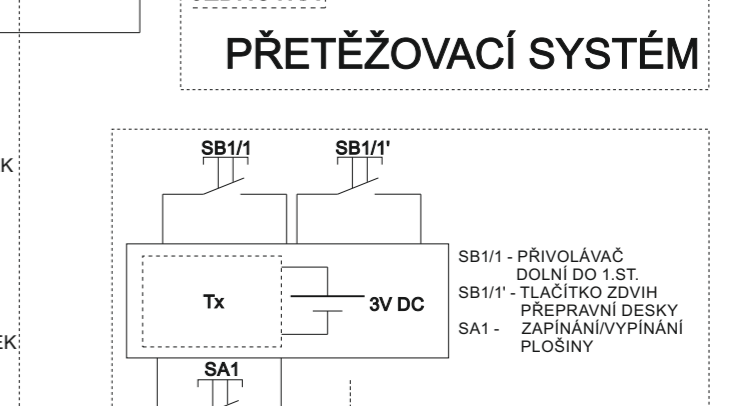 PŘETĚŽOVACÍ SYSTÉM
SB1/1
SB1/1'
K
SB1/1 - PŘIVOLÁVAČ
DOLNÍ DO 1.ST.
SB1/1' - TLAČÍTKO ZDVIH
PŘEPRAVNÍ DESKY
SA1 - ZAPÍNÁNÍ/VYPÍNÁNÍ
PLOŠINY
Tx
3V DC
EK
SA1